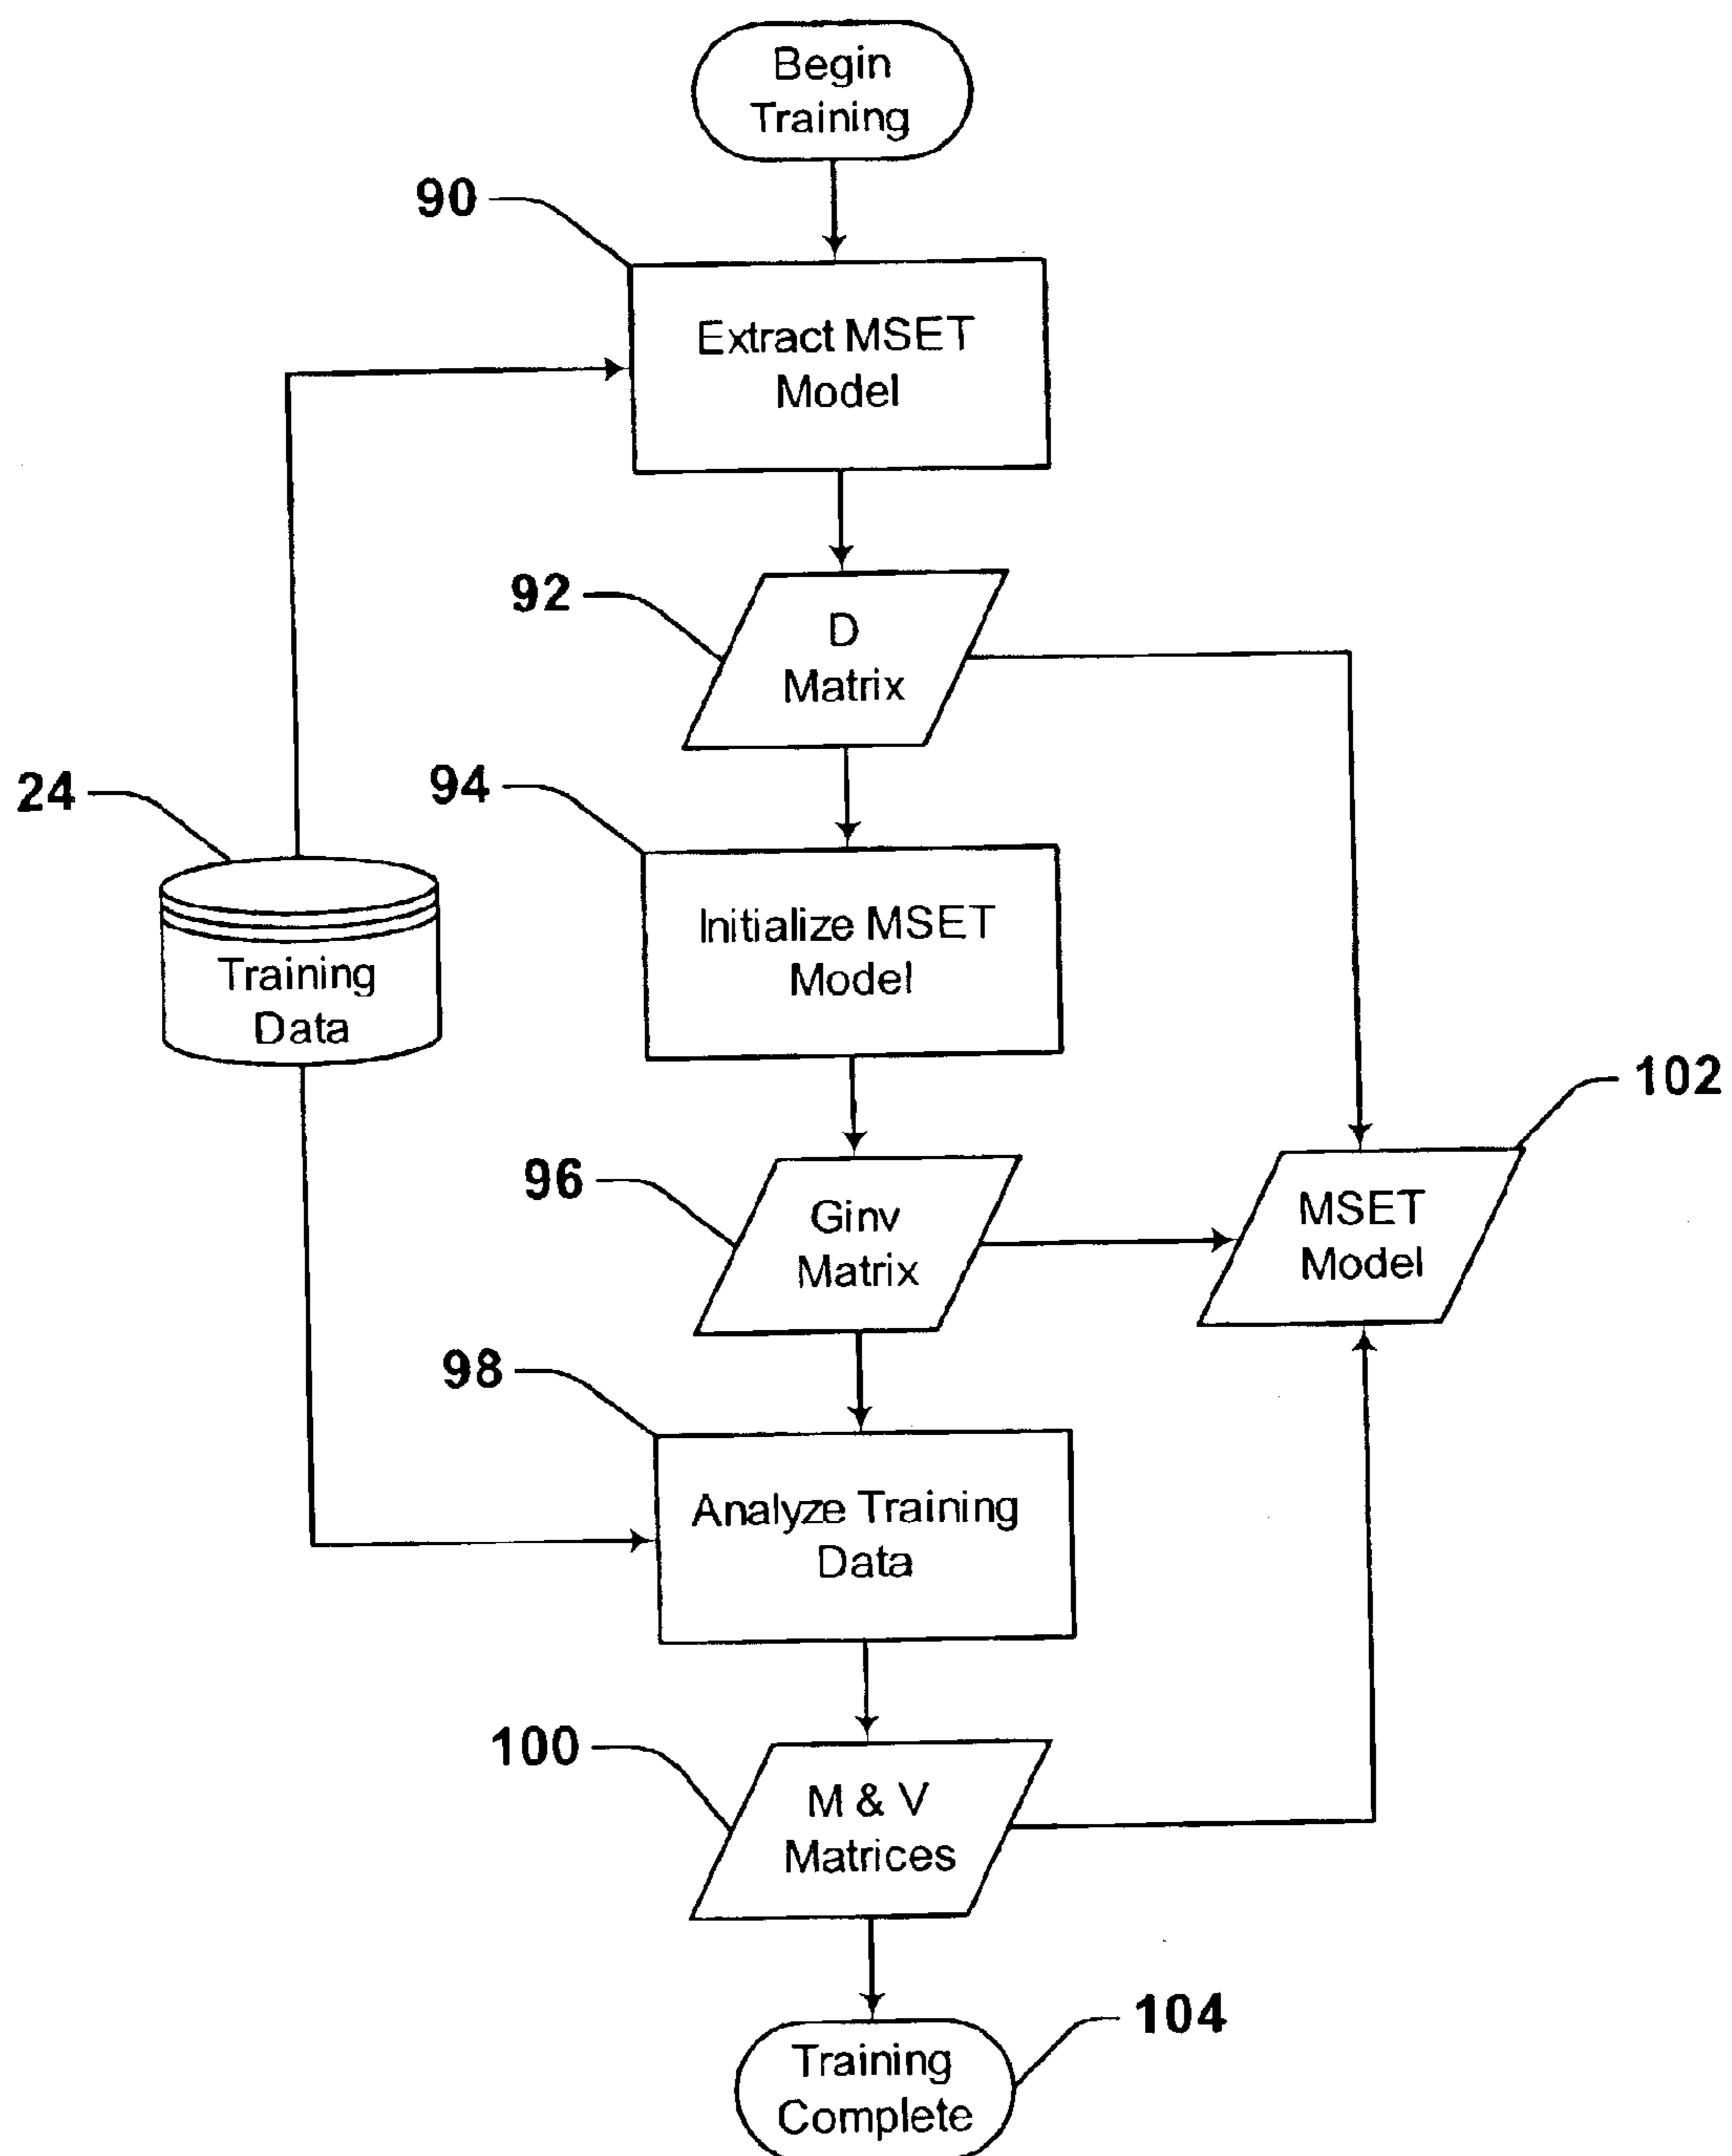 Begin
Training
90
Extract MSET
Model
92
D
Matrix
24
Training
Data
94
Initialize MSET
Model
102
MSET
Model
96
Ginv
Matrix
98
Analyze Training
Data
100
M & V
Matrices
104
Training
Complete